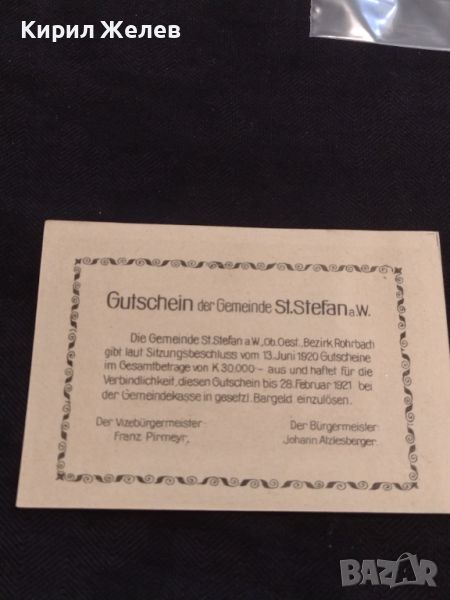 Кирил Желев
Gutschein der Gemeinde St. Stefan a. W.
Die Gemeinde St. Stefan a. W., Ob. Oest., Bezirk Rohrbach
gibt laut Sitzungsbeschluss vom 13. Juni 1920 Gutscheine
im Gesamtbetrage von K 30.000·- aus und haftet für die
Verbindlichkeit, diesen Gutschein bis 28. Februar 1921 bei
der Gemeindekasse in gesetzl. Bargeld einzulösen.
Der Vizebürgermeister: Der Bürgermeister:
Franz Pirmeyr, Johann Atzlesberger.
BAZAR